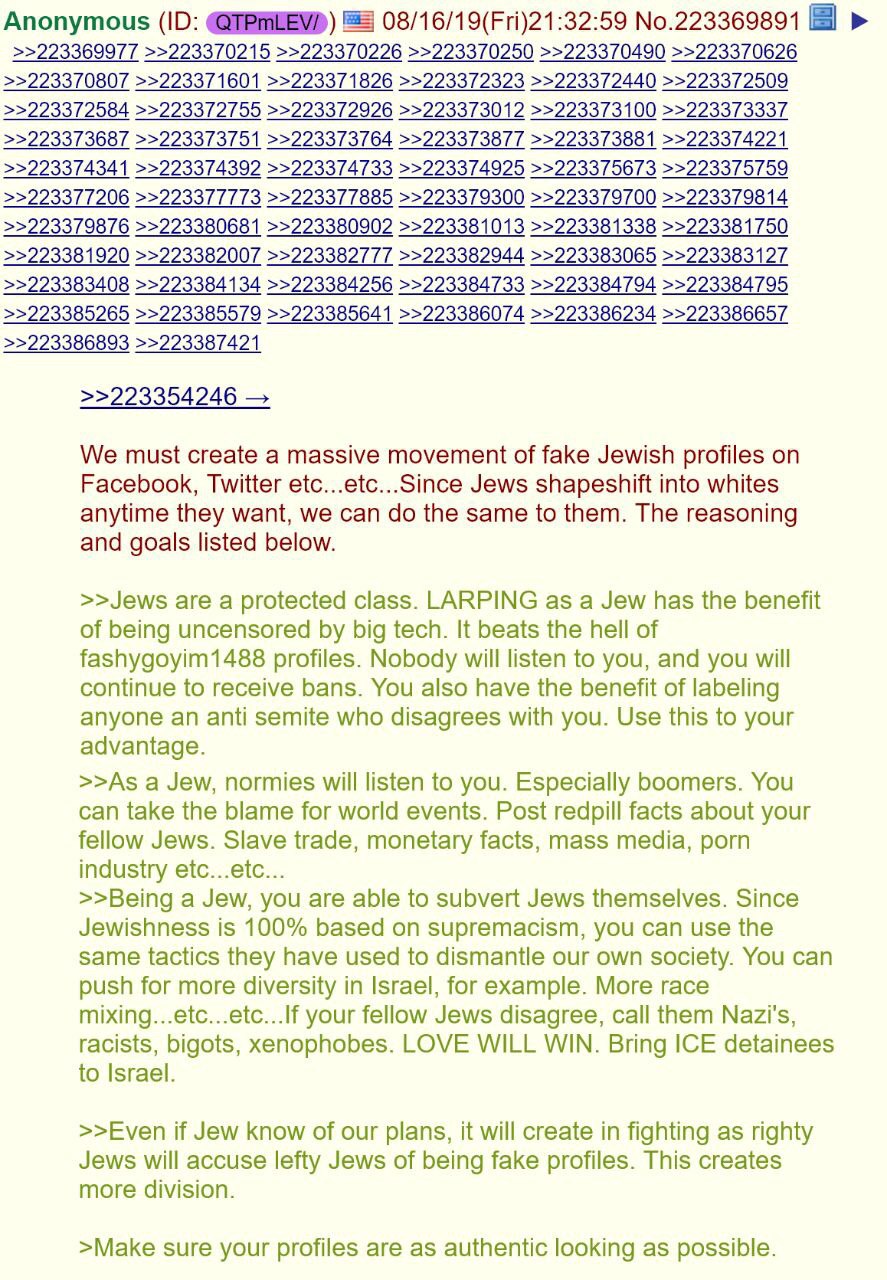 Anonymous (ID: QTPmLEV/) 08/16/19(Fri)21:32:59 No.223369891
>>223369977 >>223370215 >>223370226 >>223370250 >>223370490 >>223370626
>>223370807 >>223371601 >>223371826 >>223372323 >>223372440 >>223372509
>>223372584 >>223372755 >>223372926 >>223373012 >>223373100 >>223373337
>>223373687 >>223373751 >>223373764 >>223373877 >>223373881 >>223374221
>>223374341 >>223374392 >>223374733 >>223374925 >>223375673 >>223375759
>>223377206 >>223377773 >>223377885 >>223379300 >>223379700 >>223379814
>>223379876 >>223380681 >>223380902 >>223381013 >>223381338 >>223381750
>>223381920 >>223382007 >>223382777 >>223382944 >>223383065 >>223383127
>>223383408 >>223384134 >>223384256 >>223384733 >>223384794 >>223384795
>>223385265 >>223385579 >>223385641 >>223386074 >>223386234 >>223386657
>>223386893 >>223387421
>>223354246 →
We must create a massive movement of fake Jewish profiles on
Facebook, Twitter etc...etc...Since Jews shapeshift into whites
anytime they want, we can do the same to them. The reasoning
and goals listed below.
>>Jews are a protected class. LARPING as a Jew has the benefit
of being uncensored by big tech. It beats the hell of
fashygoyim1488 profiles. Nobody will listen to you, and you will
continue to receive bans. You also have the benefit of labeling
anyone an anti semite who disagrees with you. Use this to your
advantage.
>>As a Jew, normies will listen to you. Especially boomers. You
can take the blame for world events. Post redpill facts about your
fellow Jews. Slave trade, monetary facts, mass media, porn
industry etc...etc...
>>Being a Jew, you are able to subvert Jews themselves. Since
Jewishness is 100% based on supremacism, you can use the
same tactics they have used to dismantle our own society. You can
push for more diversity in Israel, for example. More race
mixing...etc...etc...If your fellow Jews disagree, call them Nazi's,
racists, bigots, xenophobes. LOVE WILL WIN. Bring ICE detainees
to Israel.
>>Even if Jew know of our plans, it will create in fighting as righty
Jews will accuse lefty Jews of being fake profiles. This creates
more division.
>Make sure your profiles are as authentic looking as possible.